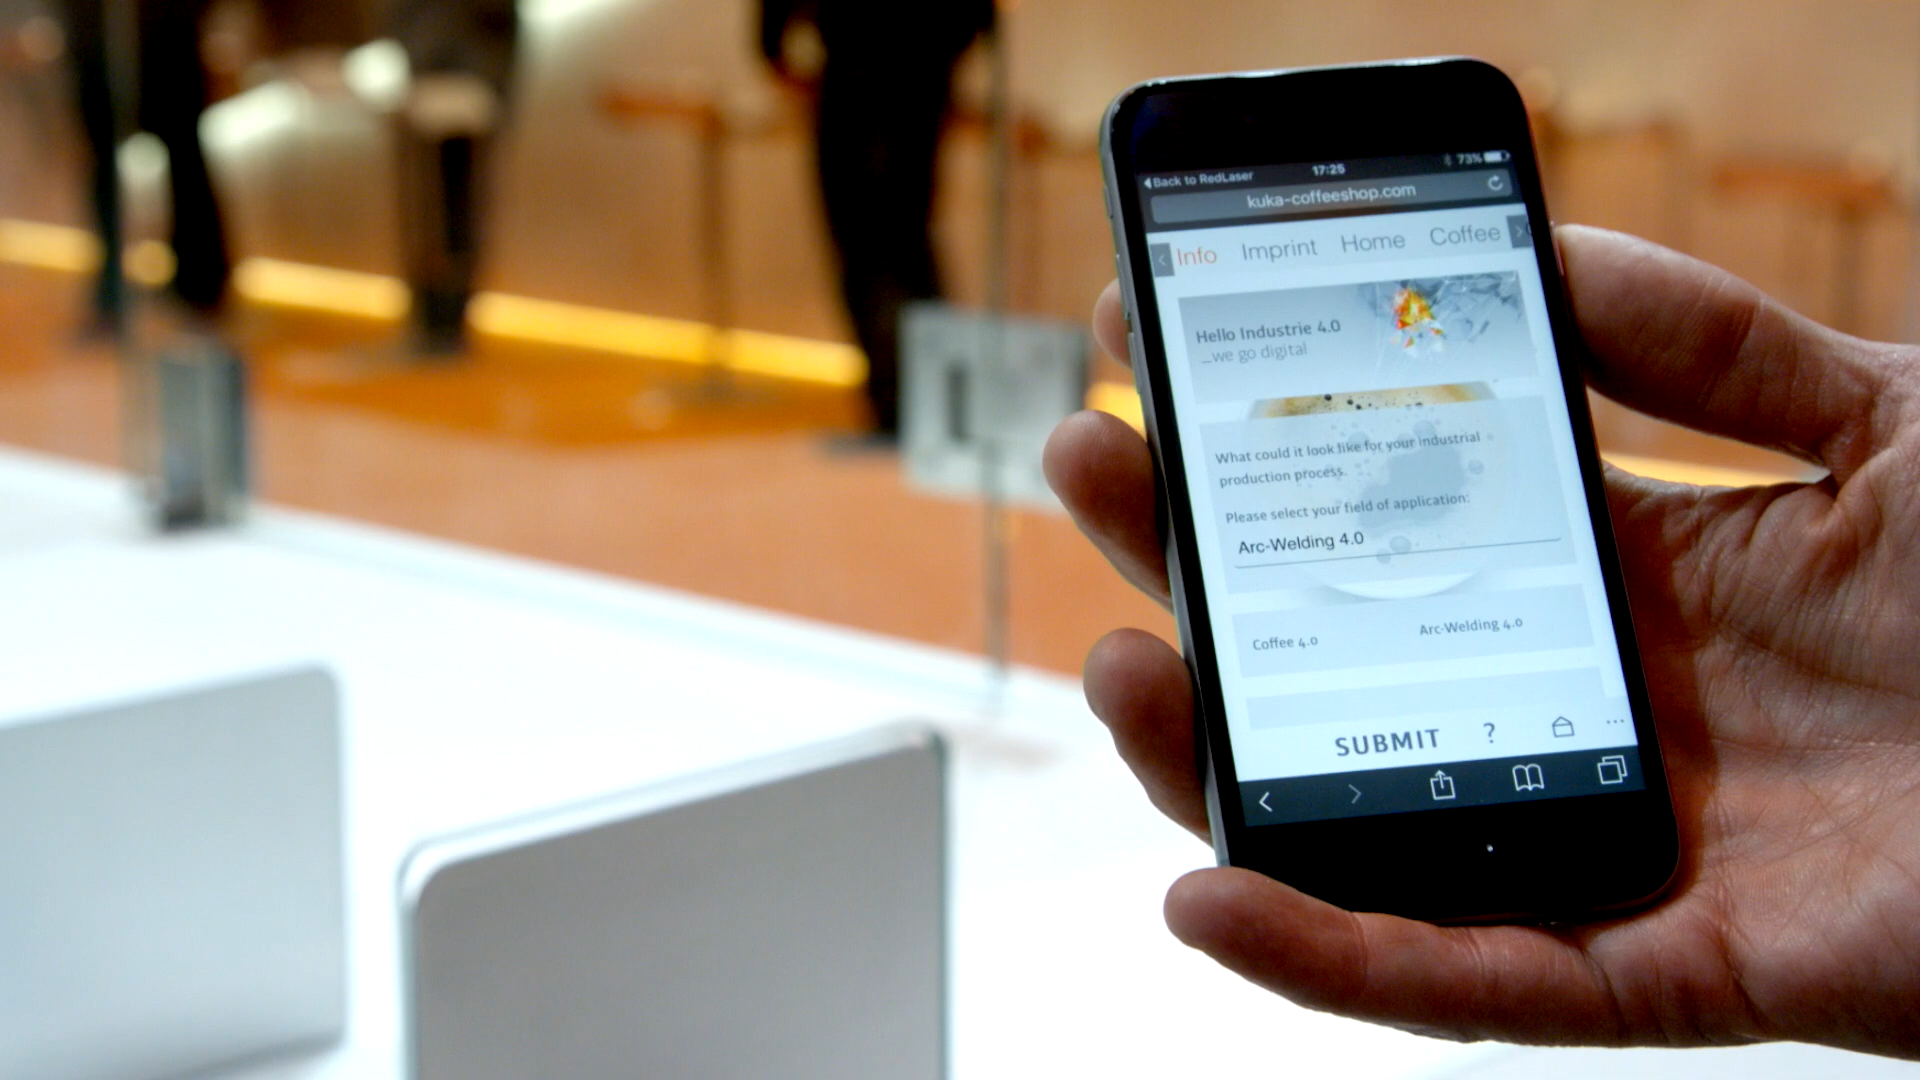 Back to RedLaser 17:25 73%
kuka-coffeeshop.com
Info Imprint Home Coffee
Hello Industrie 4.0
_we go digital
What could it look like for your industrial
production process.
Please select your field of application:
Arc-Welding 4.0
Coffee 4.0 Arc-Welding 4.0
SUBMIT ? ...